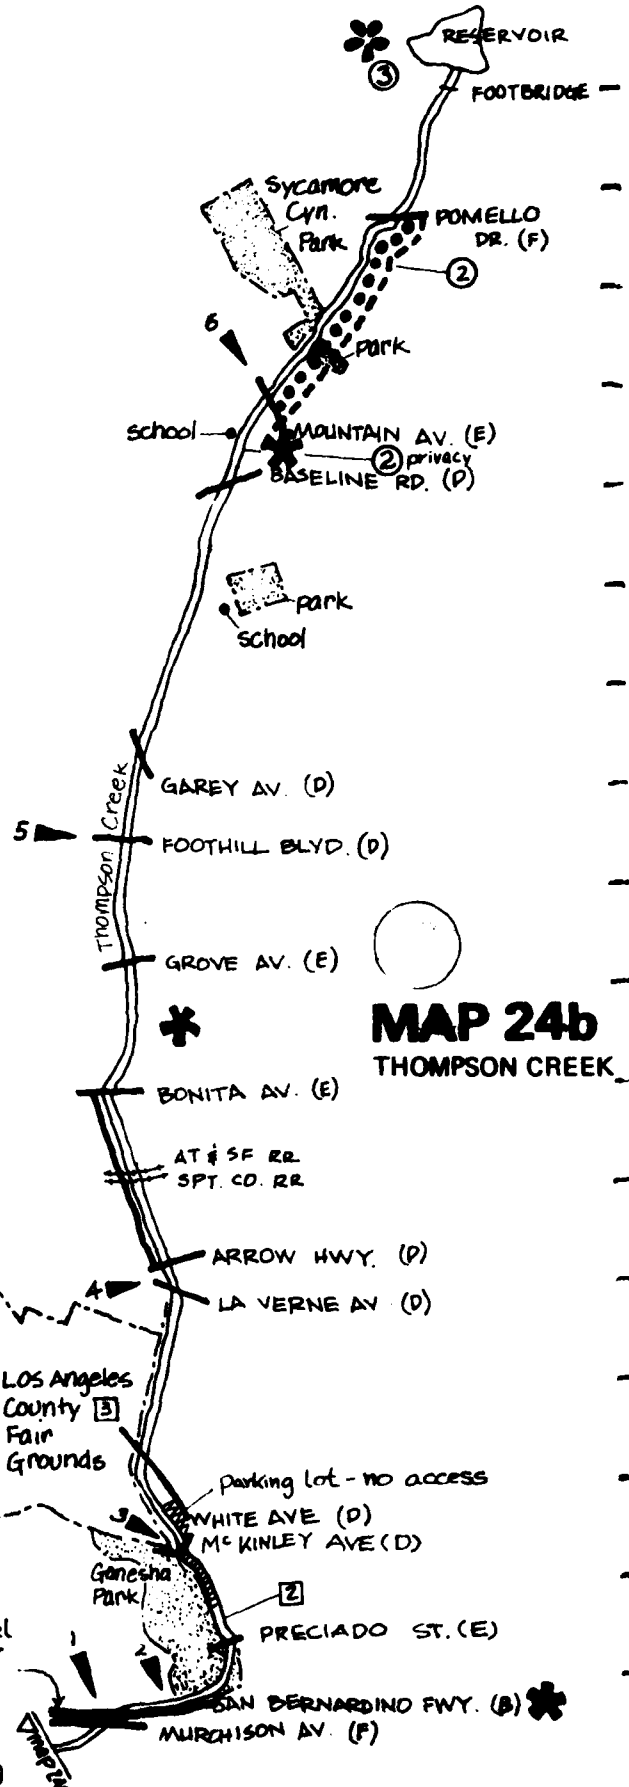 RESERVOIR
3
FOOTBRIDGE
Sycamore
Cyn.
Park
POMELLO
DR. (F)
2
6
park
school
MOUNTAIN AV. (E)
2 privacy
BASELINE RD. (D)
park
school
Thompson Creek
GAREY AV. (D)
5
FOOTHILL BLVD. (D)
GROVE AV. (E)
MAP 24b
THOMPSON CREEK
BONITA AV. (E)
AT & SF RR
SPT. CO. RR
ARROW HWY. (D)
4
LA VERNE AV (D)
LOS Angeles
County 3
Fair
Grounds
parking lot - no access
WHITE AVE (D)
3
Mc KINLEY AVE (D)
Ganesha
Park
2
PRECIADO ST. (E)
1
2
SAN BERNARDINO FWY. (B)
MURCHISON AV. (F)
map